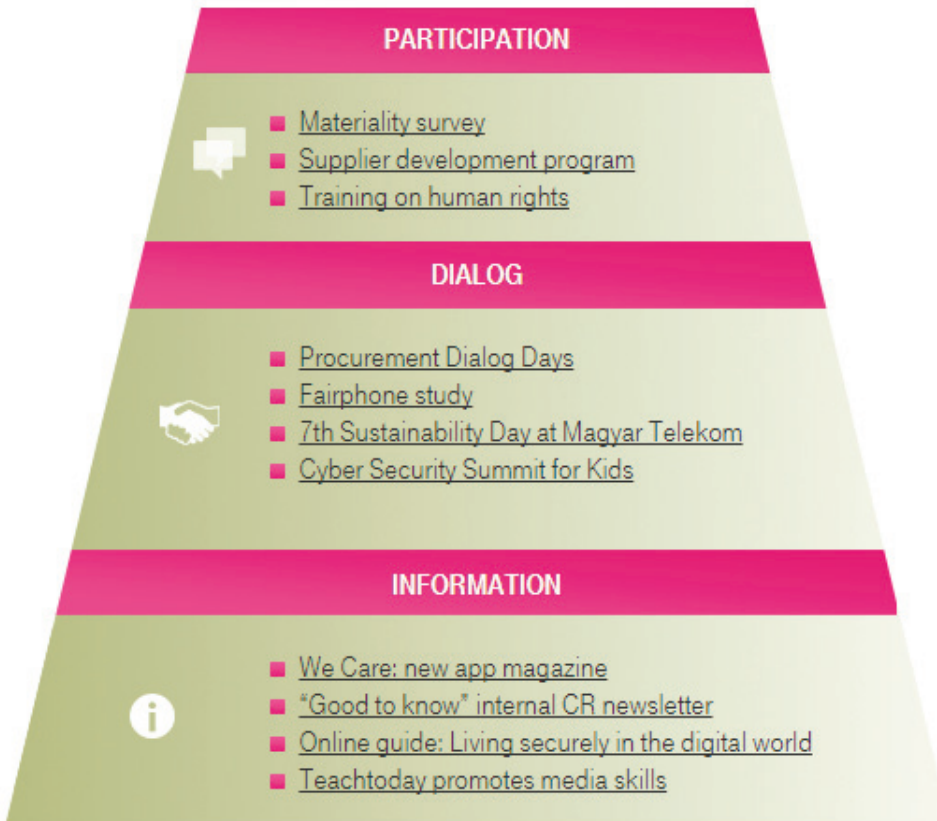 PARTICIPATION
Materiality survey
Supplier development program
Training on human rights
DIALOG
Procurement Dialog Days
Fairphone study
7th Sustainability Day at Magyar Telekom
Cyber Security Summit for Kids
INFORMATION
We Care: new app magazine
“Good to know” internal CR newsletter
Online guide: Living securely in the digital world
Teachtoday promotes media skills